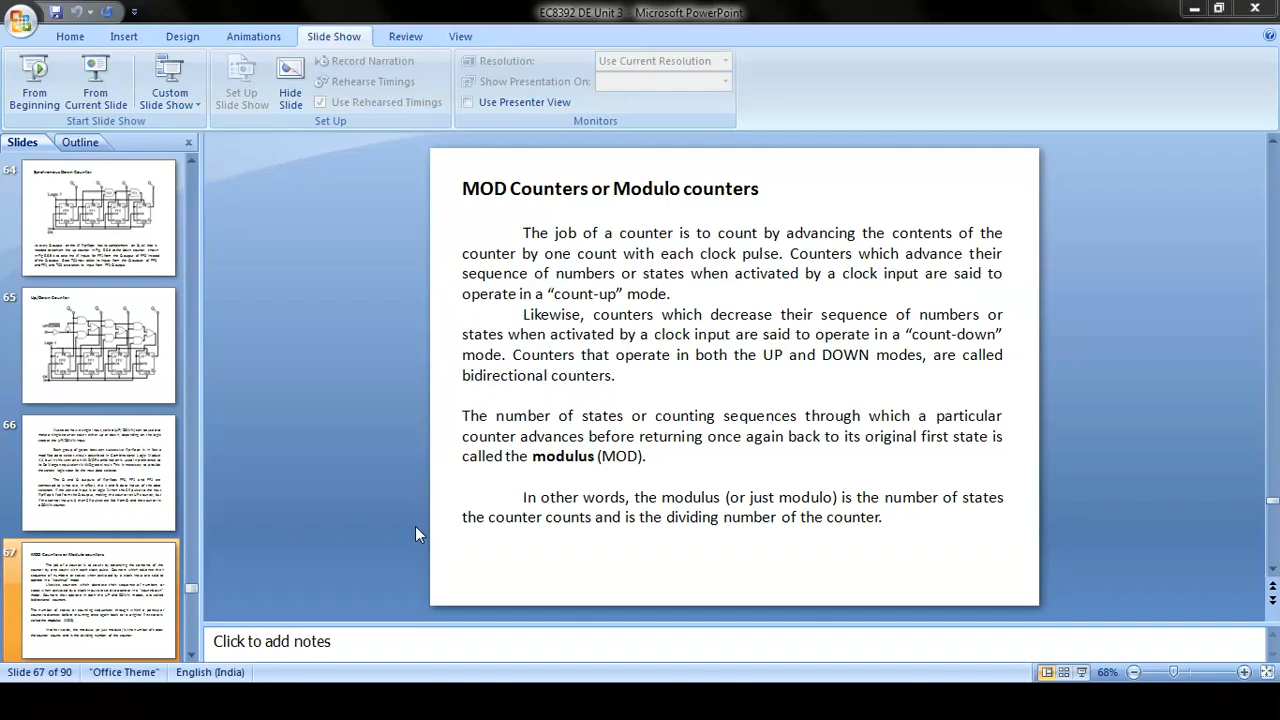 EC8392 DE Unit 3 - Microsoft PowerPoint
Home Insert Design Animations Slide Show Review View
From Beginning
From Current Slide
Custom Slide Show
Start Slide Show
Set Up Slide Show
Hide Slide
Record Narration
Rehearse Timings
Use Rehearsed Timings
Set Up
Resolution: Use Current Resolution
Show Presentation On:
Use Presenter View
Monitors
Slides Outline
64
Synchronous Down Counter
65
Up/Down Counter
66
67
MOD Counters or Modulo counters
MOD Counters or Modulo counters
The job of a counter is to count by advancing the contents of the
counter by one count with each clock pulse. Counters which advance their
sequence of numbers or states when activated by a clock input are said to
operate in a “count-up” mode.
Likewise, counters which decrease their sequence of numbers or
states when activated by a clock input are said to operate in a “count-down”
mode. Counters that operate in both the UP and DOWN modes, are called
bidirectional counters.
The number of states or counting sequences through which a particular
counter advances before returning once again back to its original first state is
called the modulus (MOD).
In other words, the modulus (or just modulo) is the number of states
the counter counts and is the dividing number of the counter.
Click to add notes
Slide 67 of 90 "Office Theme" English (India) 68%